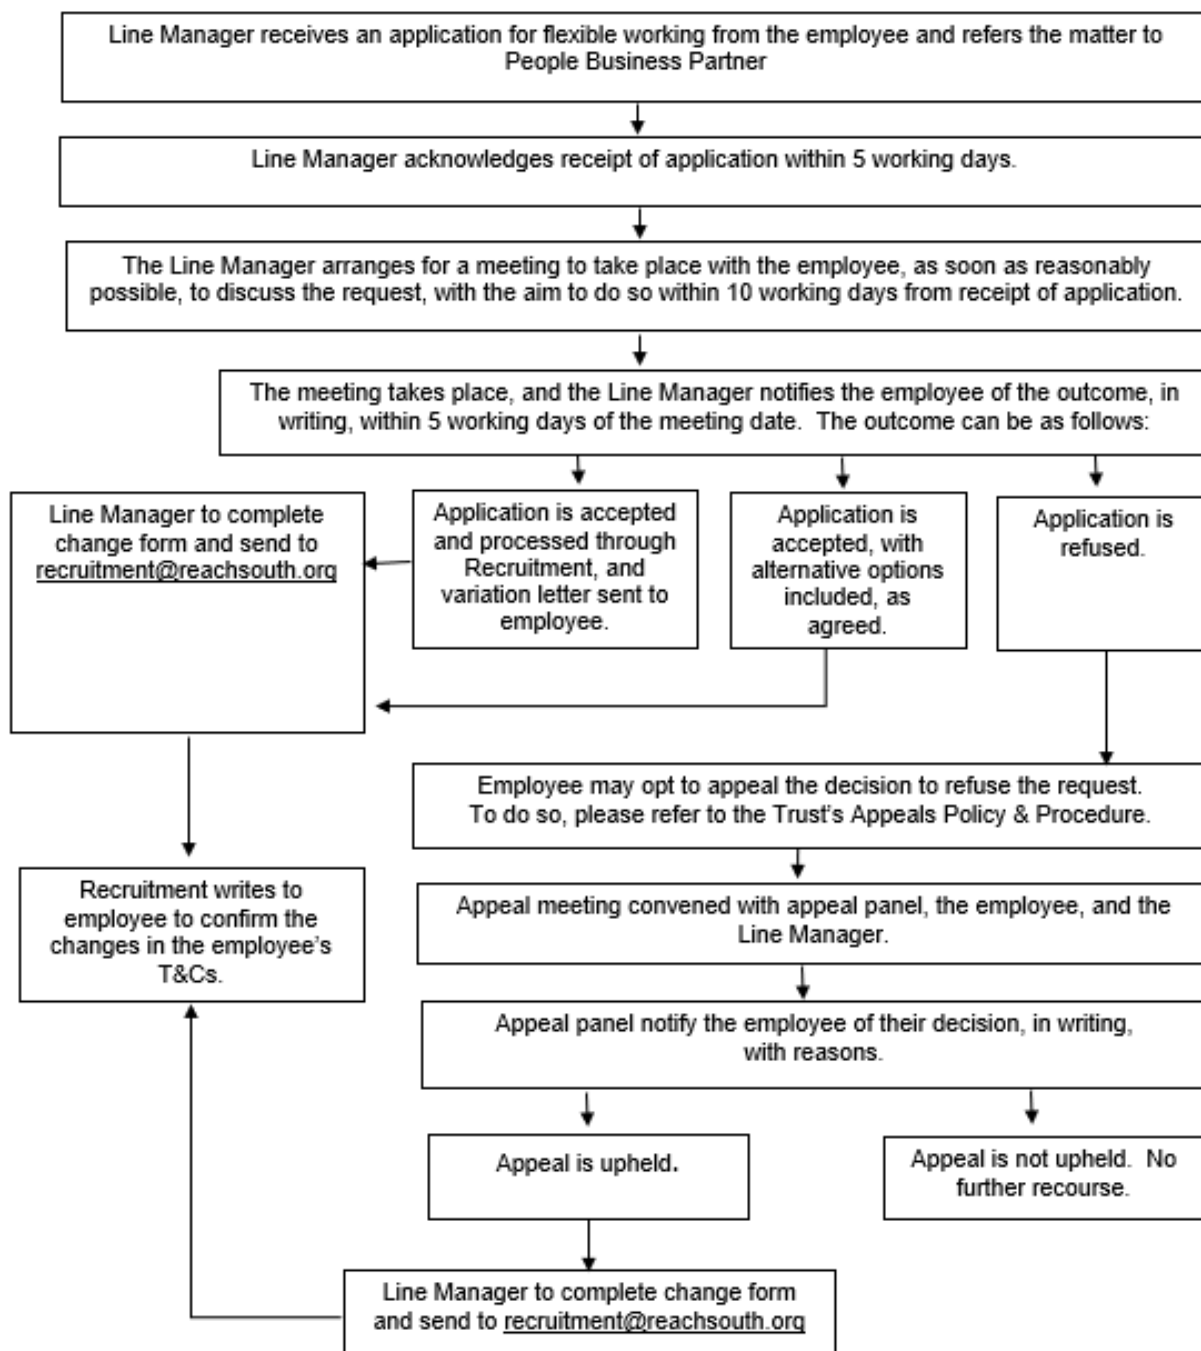 Line Manager receives an application for flexible working from the employee and refers the matter to
People Business Partner
Line Manager acknowledges receipt of application within 5 working days.
The Line Manager arranges for a meeting to take place with the employee, as soon as reasonably
possible, to discuss the request, with the aim to do so within 10 working days from receipt of application.
The meeting takes place, and the Line Manager notifies the employee of the outcome, in
writing, within 5 working days of the meeting date.  The outcome can be as follows:
Line Manager to complete
change form and send to
recruitment@reachsouth.org
Application is accepted
and processed through
Recruitment, and
variation letter sent to
employee.
Application is
accepted, with
alternative options
included, as
agreed.
Application is
refused.
Employee may opt to appeal the decision to refuse the request.
To do so, please refer to the Trust's Appeals Policy & Procedure.
Recruitment writes to
employee to confirm the
changes in the employee's
T&Cs.
Appeal meeting convened with appeal panel, the employee, and the
Line Manager.
Appeal panel notify the employee of their decision, in writing,
with reasons.
Appeal is upheld.
Appeal is not upheld.  No
further recourse.
Line Manager to complete change form
and send to recruitment@reachsouth.org